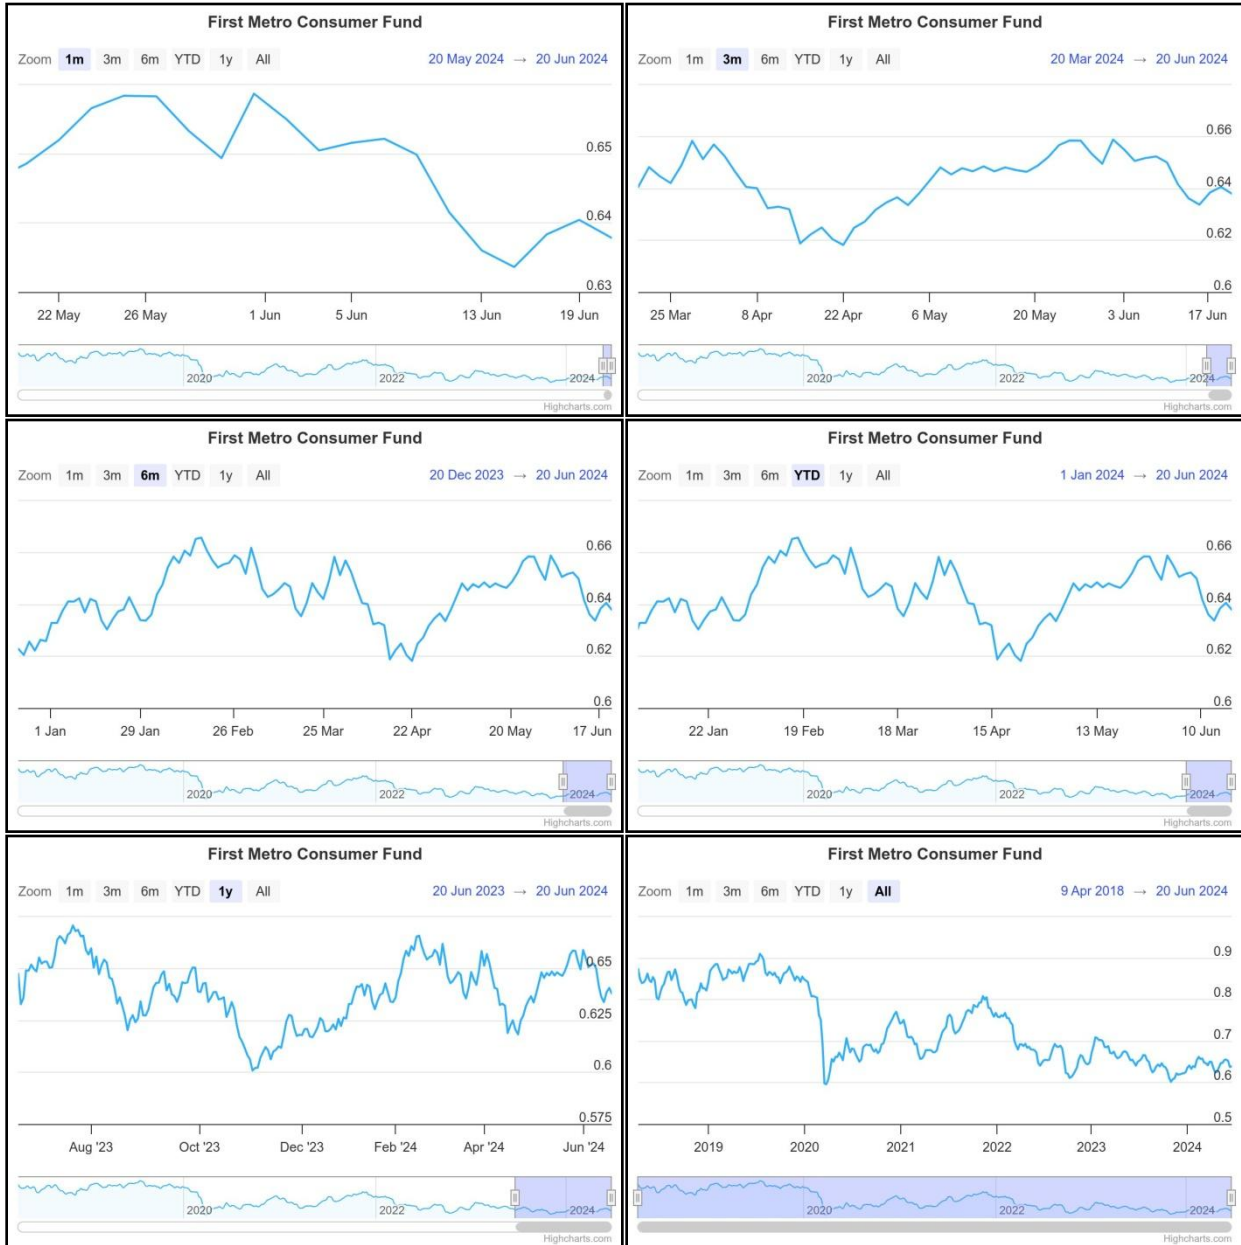 First Metro Consumer Fund
Zoom 1m 3m 6m YTD 1y All 20 May 2024 → 20 Jun 2024
0.65
0.64
0.63
22 May 26 May 1 Jun 5 Jun 13 Jun 19 Jun
2020 2022 2024
Highcharts.com
First Metro Consumer Fund
Zoom 1m 3m 6m YTD 1y All 20 Mar 2024 → 20 Jun 2024
0.66
0.64
0.62
0.6
25 Mar 8 Apr 22 Apr 6 May 20 May 3 Jun 17 Jun
2020 2022 2024
Highcharts.com
First Metro Consumer Fund
Zoom 1m 3m 6m YTD 1y All 20 Dec 2023 → 20 Jun 2024
0.66
0.64
0.62
0.6
1 Jan 29 Jan 26 Feb 25 Mar 22 Apr 20 May 17 Jun
2020 2022 2024
Highcharts.com
First Metro Consumer Fund
Zoom 1m 3m 6m YTD 1y All 1 Jan 2024 → 20 Jun 2024
0.66
0.64
0.62
0.6
22 Jan 19 Feb 18 Mar 15 Apr 13 May 10 Jun
2020 2022 2024
Highcharts.com
First Metro Consumer Fund
Zoom 1m 3m 6m YTD 1y All 20 Jun 2023 → 20 Jun 2024
0.65
0.625
0.6
0.575
Aug '23 Oct '23 Dec '23 Feb '24 Apr '24 Jun '24
2020 2022 2024
Highcharts.com
First Metro Consumer Fund
Zoom 1m 3m 6m YTD 1y All 9 Apr 2018 → 20 Jun 2024
0.9
0.8
0.7
0.6
0.5
2019 2020 2021 2022 2023 2024
2020 2022 2024
Highcharts.com